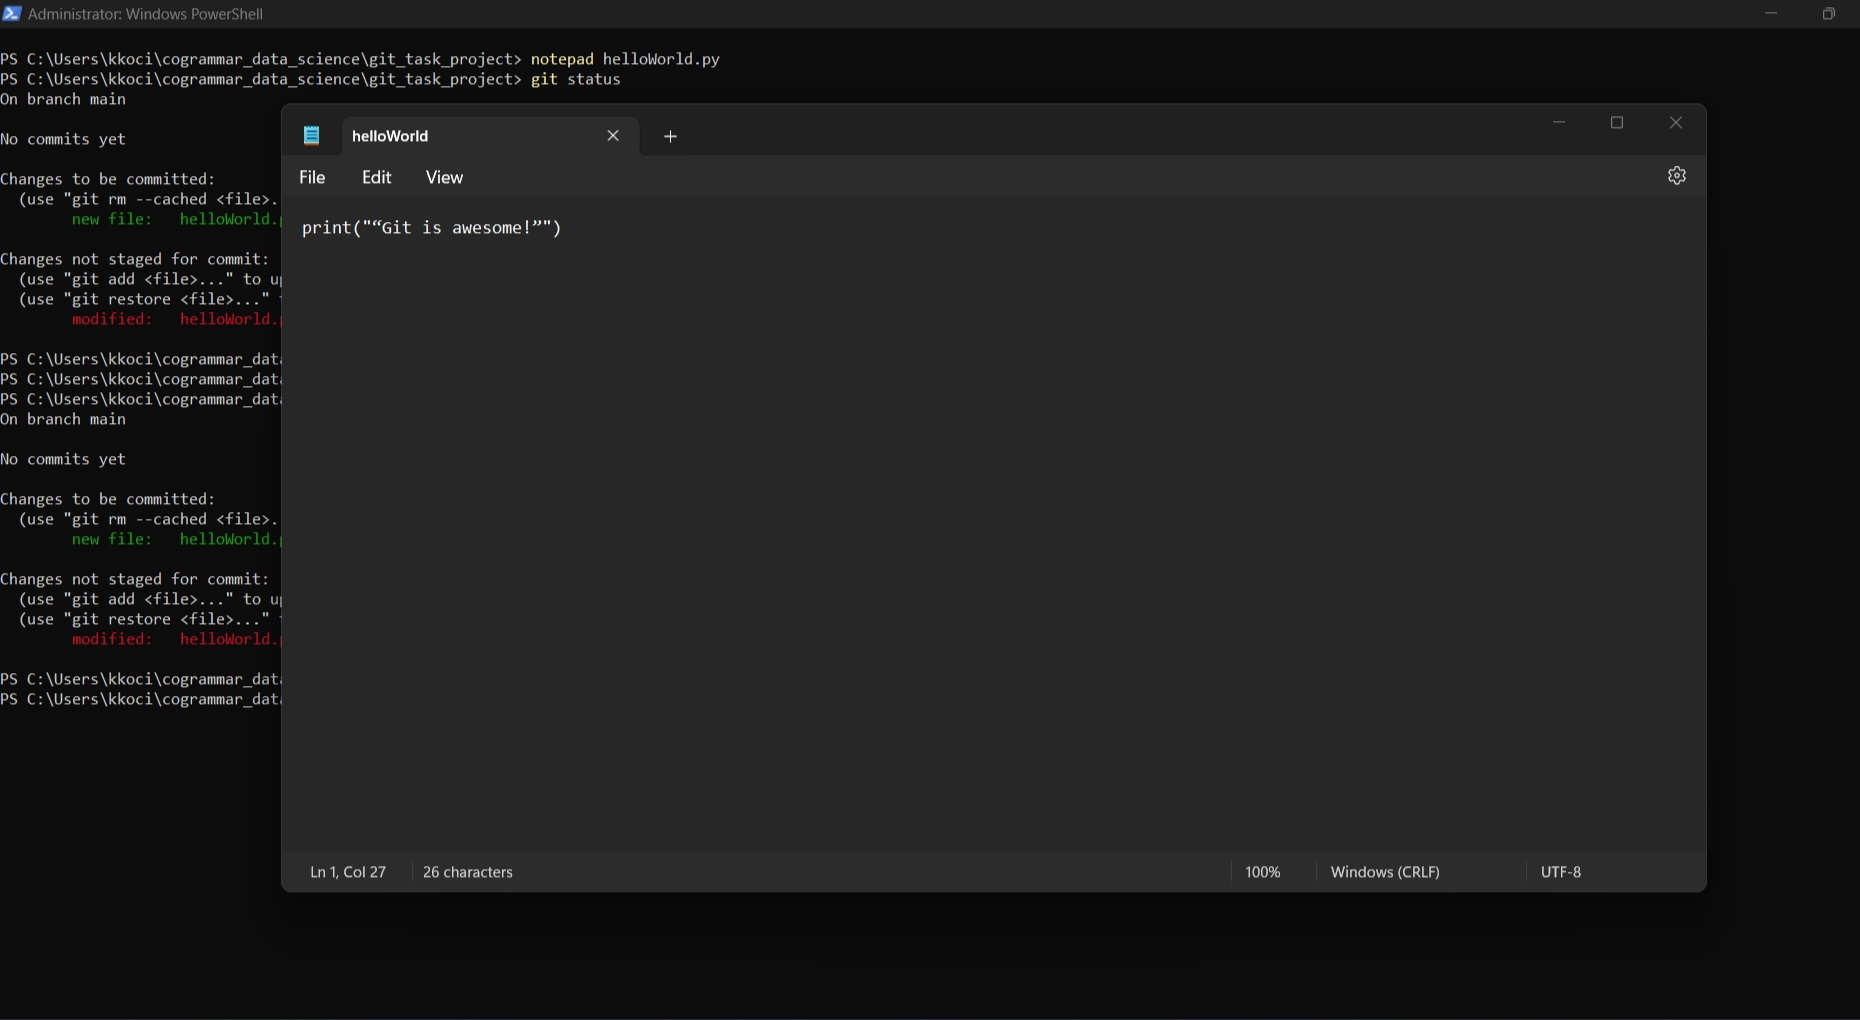 Administrator: Windows PowerShell
PS C:\Users\kkoci\cogrammar_data_science\git_task_project> notepad helloWorld.py
PS C:\Users\kkoci\cogrammar_data_science\git_task_project> git status
On branch main
No commits yet
Changes to be committed:
(use "git rm --cached <file>.
new file: helloWorld.
Changes not staged for commit:
(use "git add <file>..." to
(use "git restore <file>..."
modified: helloWorld.
PS C:\Users\kkoci\cogrammar_dat
PS C:\Users\kkoci\cogrammar_dat
PS C:\Users\kkoci\cogrammar_dat
On branch main
No commits yet
Changes to be committed:
(use "git rm --cached <file>.
new file: helloWorld.
Changes not staged for commit:
(use "git add <file>..." to
(use "git restore <file>..."
modified: helloWorld.
PS C:\Users\kkoci\cogrammar_dat
PS C:\Users\kkoci\cogrammar_dat
helloWorld
File Edit View
print("“Git is awesome!”")
Ln 1, Col 27 26 characters 100% Windows (CRLF) UTF-8